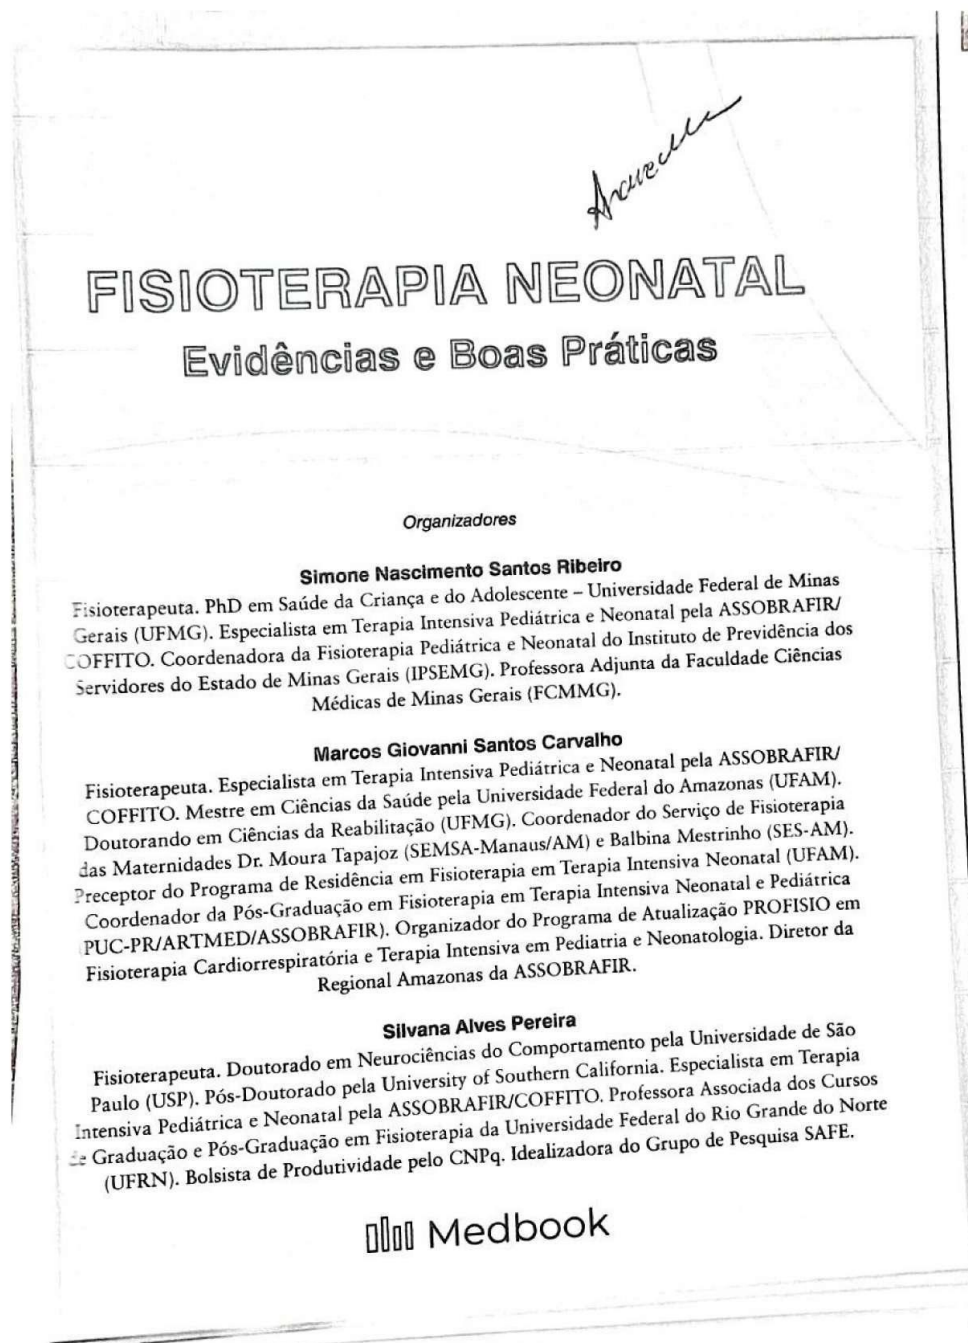 FISIOTERAPIA NEONATAL
Evidências e Boas Práticas
Organizadores
Simone Nascimento Santos Ribeiro
Fisioterapeuta. PhD em Saúde da Criança e do Adolescente – Universidade Federal de Minas
Gerais (UFMG). Especialista em Terapia Intensiva Pediátrica e Neonatal pela ASSOBRAFIR/
COFFITO. Coordenadora da Fisioterapia Pediátrica e Neonatal do Instituto de Previdência dos
Servidores do Estado de Minas Gerais (IPSEMG). Professora Adjunta da Faculdade Ciências
Médicas de Minas Gerais (FCMMG).
Marcos Giovanni Santos Carvalho
Fisioterapeuta. Especialista em Terapia Intensiva Pediátrica e Neonatal pela ASSOBRAFIR/
COFFITO. Mestre em Ciências da Saúde pela Universidade Federal do Amazonas (UFAM).
Doutorando em Ciências da Reabilitação (UFMG). Coordenador do Serviço de Fisioterapia
das Maternidades Dr. Moura Tapajoz (SEMSA-Manaus/AM) e Balbina Mestrinho (SES-AM).
Preceptor do Programa de Residência em Fisioterapia em Terapia Intensiva Neonatal (UFAM).
Coordenador da Pós-Graduação em Fisioterapia em Terapia Intensiva Neonatal e Pediátrica
(PUC-PR/ARTMED/ASSOBRAFIR). Organizador do Programa de Atualização PROFISIO em
Fisioterapia Cardiorrespiratória e Terapia Intensiva em Pediatria e Neonatologia. Diretor da
Regional Amazonas da ASSOBRAFIR.
Silvana Alves Pereira
Fisioterapeuta. Doutorado em Neurociências do Comportamento pela Universidade de São
Paulo (USP). Pós-Doutorado pela University of Southern California. Especialista em Terapia
Intensiva Pediátrica e Neonatal pela ASSOBRAFIR/COFFITO. Professora Associada dos Cursos
de Graduação e Pós-Graduação em Fisioterapia da Universidade Federal do Rio Grande do Norte
(UFRN). Bolsista de Produtividade pelo CNPq. Idealizadora do Grupo de Pesquisa SAFE.
Medbook